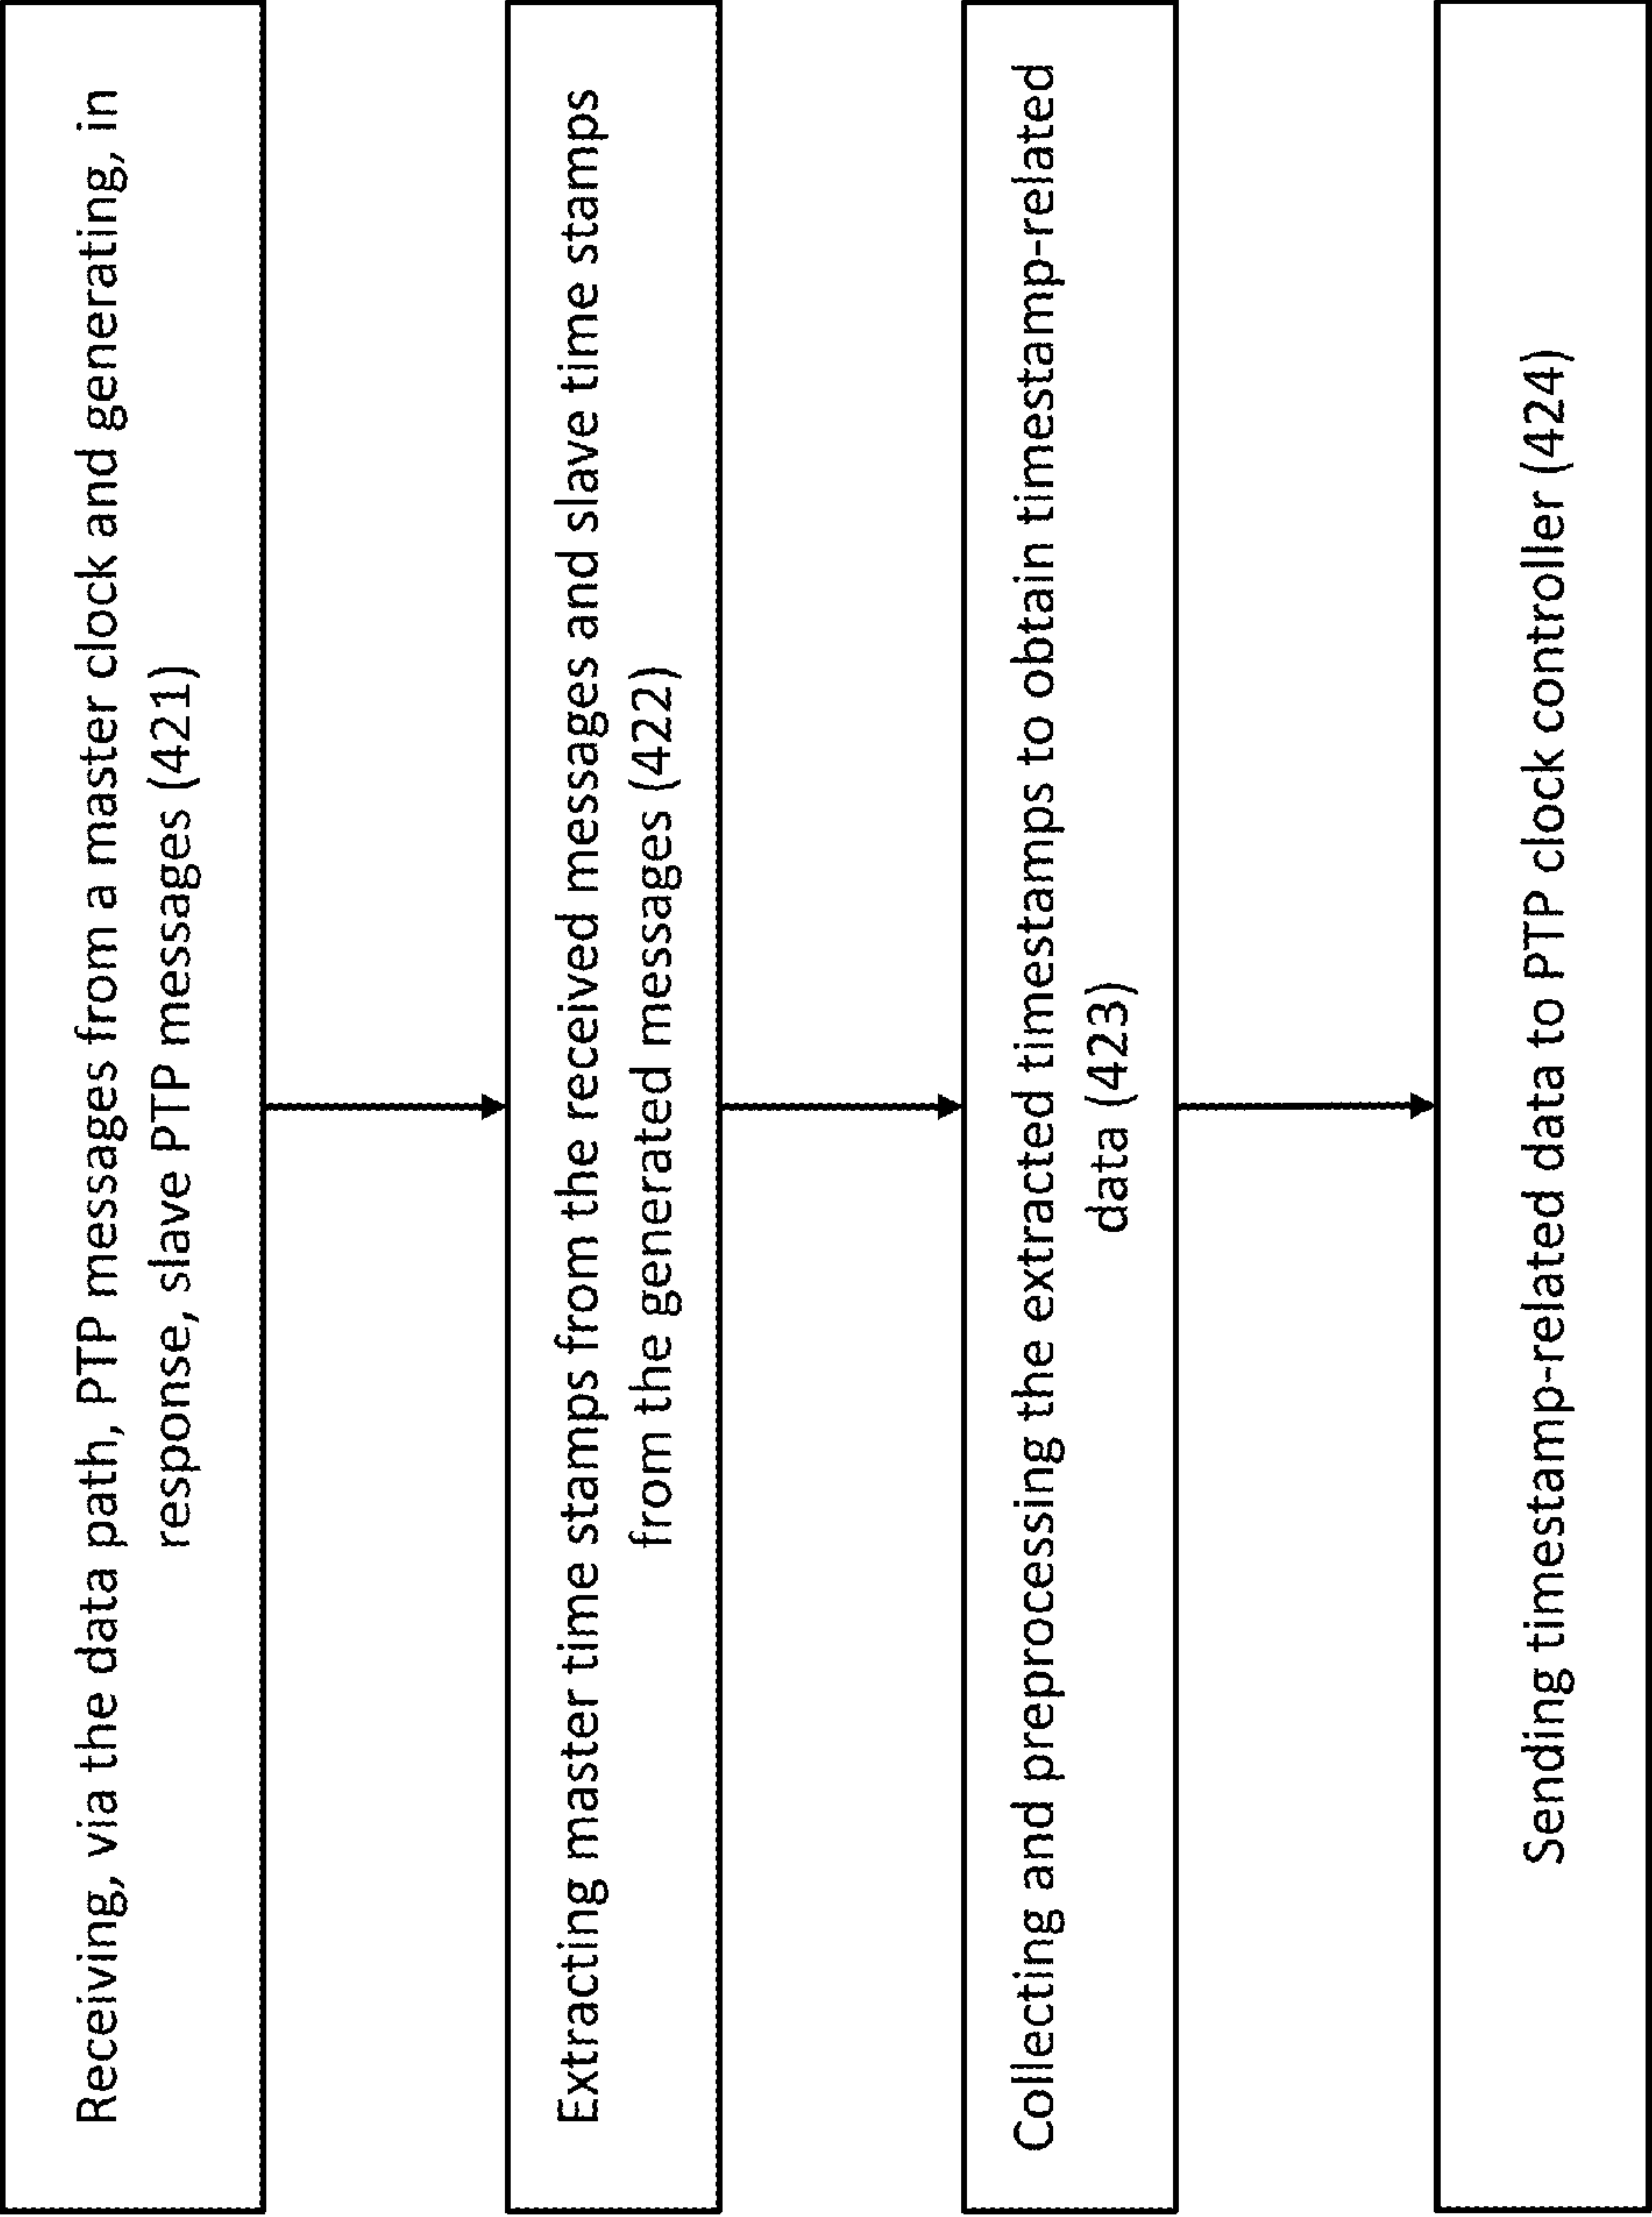 Receiving, via the data path, PTP messages from a master clock and generating, in
response, slave PTP messages (421)
Extracting master time stamps from the received messages and slave time stamps
from the generated messages (422)
Collecting and preprocessing the extracted timestamps to obtain timestamp-related
data (423)
Sending timestamp-related data to PTP clock controller (424)